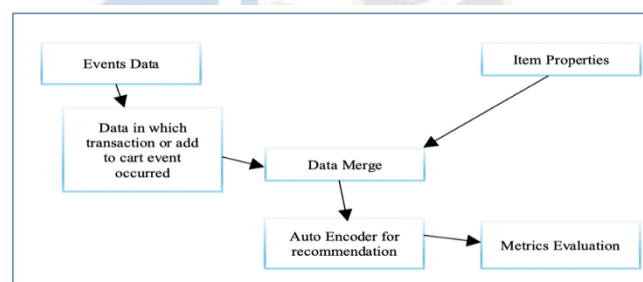 Events Data
Item Properties
Data in which
transaction or add
to cart event
occurred
Data Merge
Auto Encoder for
recommendation
Metrics Evaluation